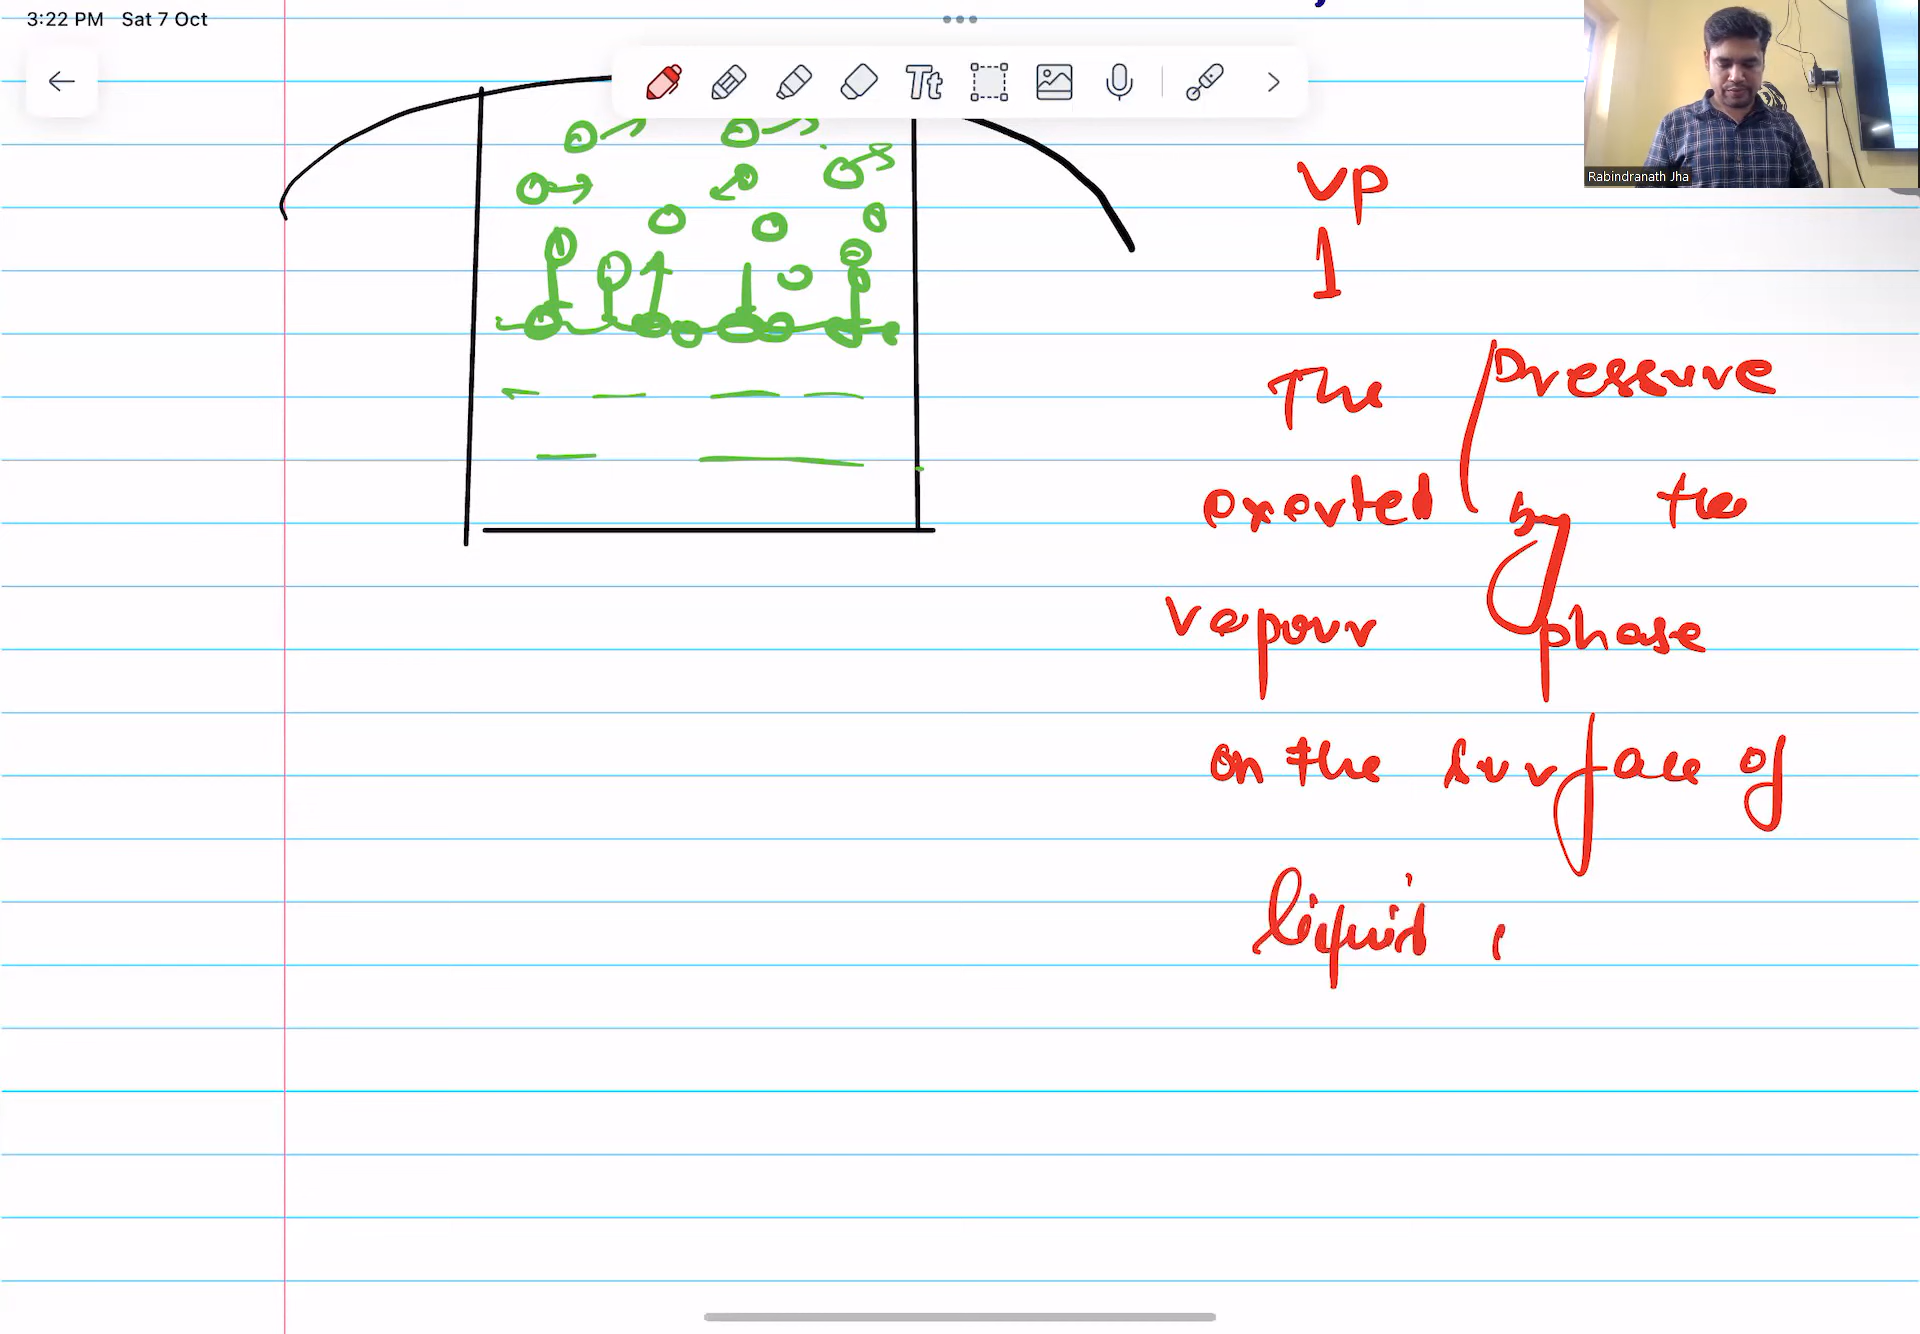 3:22 PM Sat 7 Oct
Tt
Rabindranath Jha
VP
The pressure
exerted by the
vapour phase
on the surface of
liquid